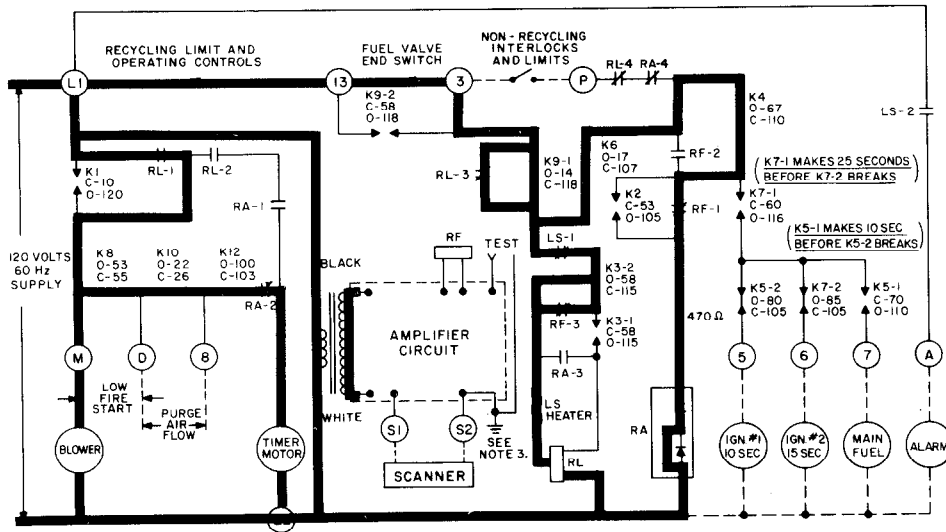 RECYCLING LIMIT AND
OPERATING CONTROLS
FUEL VALVE
END SWITCH
NON-RECYCLING
INTERLOCKS
AND LIMITS
L1
13
3
P
RL-4
RA-4
K9-2
C-58
O-118
K4
O-67
C-110
LS-2
K1
C-10
O-120
RL-1
RL-2
RA-1
RL-3
K9-1
O-14
C-118
K6
O-17
C-107
RF-2
K2
C-53
O-105
RF-1
(K7-1 MAKES 25 SECONDS
BEFORE K7-2 BREAKS)
K7-1
C-60
O-116
(K5-1 MAKES 10 SEC
BEFORE K5-2 BREAKS)
120 VOLTS
60 Hz
SUPPLY
K8
O-53
C-55
K10
O-22
C-26
K12
O-100
C-103
RA-2
BLACK
RF
TEST
LS-1
K3-2
O-58
C-115
K5-2
O-80
C-105
K7-2
O-85
C-105
K5-1
C-70
O-110
AMPLIFIER
CIRCUIT
RF-3
K3-1
C-58
O-115
470Ω
RA-3
M
D
8
5
6
7
A
LOW
FIRE
START
PURGE
AIR
FLOW
WHITE
S1
S2
LS
HEATER
SEE
NOTE 3.
RL
RA
BLOWER
TIMER
MOTOR
SCANNER
IGN. #1
10 SEC
IGN. #2
15 SEC
MAIN
FUEL
ALARM